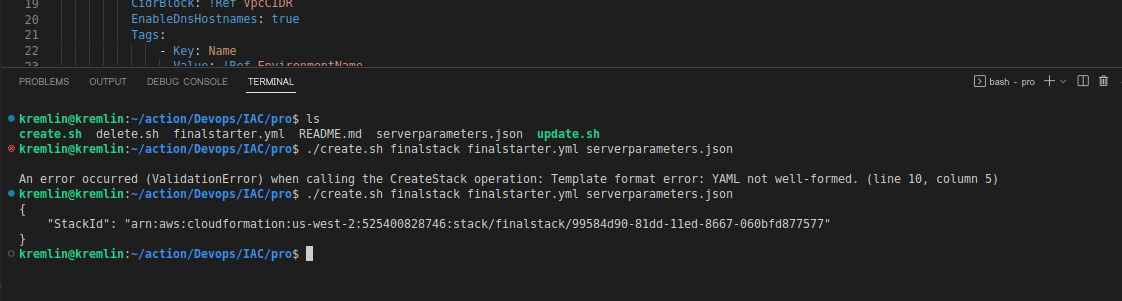 19 CidrBlock: !Ref VpcCIDR
20 EnableDnsHostnames: true
21 Tags:
22 - Key: Name
23 Value: !Ref EnvironmentName
PROBLEMS OUTPUT DEBUG CONSOLE TERMINAL bash - pro
kremlin@kremlin:~/action/Devops/IAC/pro$ ls
create.sh delete.sh finalstarter.yml README.md serverparameters.json update.sh
kremlin@kremlin:~/action/Devops/IAC/pro$ ./create.sh finalstack finalstarter.yml serverparameters.json
An error occurred (ValidationError) when calling the CreateStack operation: Template format error: YAML not well-formed. (line 10, column 5)
kremlin@kremlin:~/action/Devops/IAC/pro$ ./create.sh finalstack finalstarter.yml serverparameters.json
{
"StackId": "arn:aws:cloudformation:us-west-2:525400828746:stack/finalstack/99584d90-81dd-11ed-8667-060bfd877577"
}
kremlin@kremlin:~/action/Devops/IAC/pro$